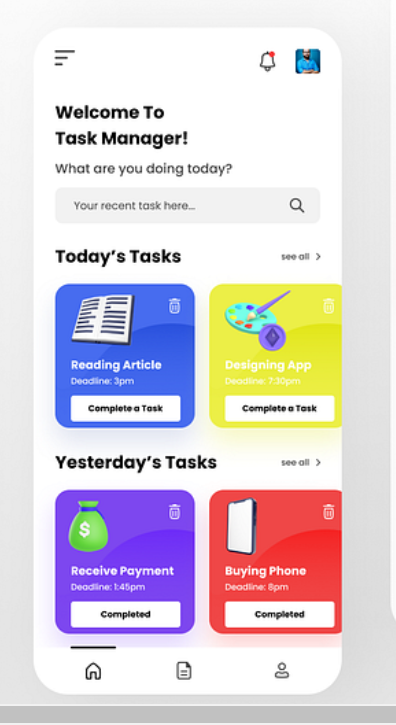 Welcome To
Task Manager!
What are you doing today?
Your recent task here...
Today's Tasks
see all
Reading Article
Deadline: 3pm
Complete a Task
Designing App
Deadline: 7:30pm
Complete a Task
Yesterday's Tasks
see all
$
Receive Payment
Deadline: 1:45pm
Completed
Buying Phone
Deadline: 8pm
Completed